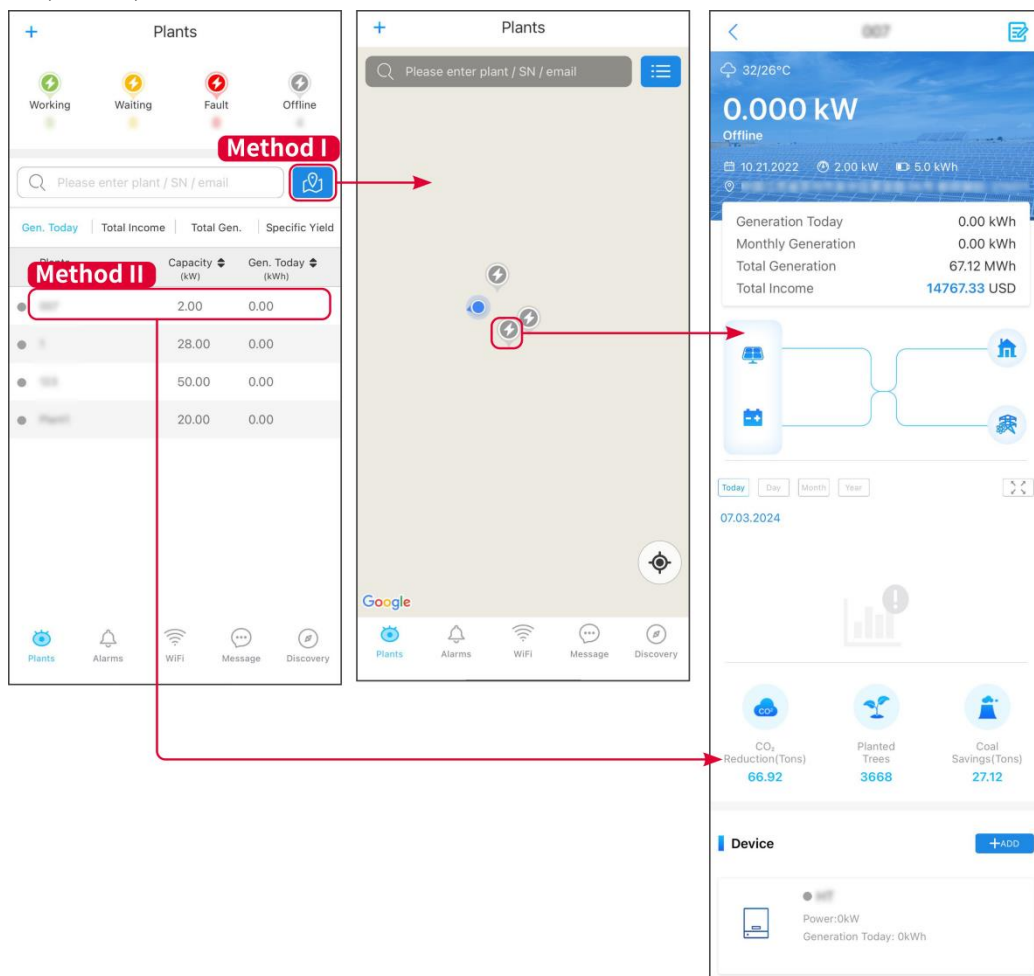 Plants
Working
Waiting
Fault
Offline
Method I
Please enter plant / SN / email
Gen. Today
Total Income
Total Gen.
Specific Yield
Method II
Capacity
(kW)
Gen. Today
(kWh)
2.00 0.00
28.00 0.00
50.00 0.00
20.00 0.00
Plants
Alarms
WiFi
Message
Discovery
Plants
Please enter plant / SN / email
Google
Plants
Alarms
WiFi
Message
Discovery
007
32/26°C
0.000 kW
Offline
10.21.2022 2.00 kW 5.0 kWh
Generation Today 0.00 kWh
Monthly Generation 0.00 kWh
Total Generation 67.12 MWh
Total Income 14767.33 USD
Today Day Month Year
07.03.2024
CO₂
Reduction(Tons)
66.92
Planted
Trees
3668
Coal
Savings(Tons)
27.12
Device
+ADD
Power:0kW
Generation Today: 0kWh